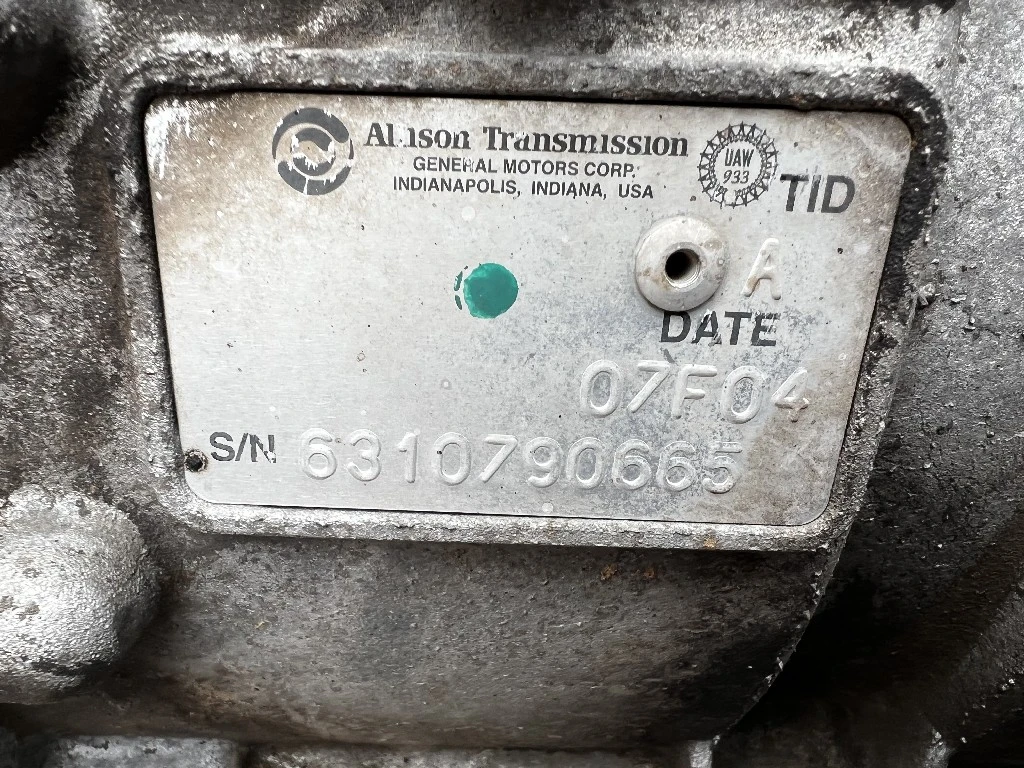 Allison Transmission
GENERAL MOTORS CORP.
INDIANAPOLIS, INDIANA, USA
UAW
933
TID
A
DATE
07F04
S/N 6310790665